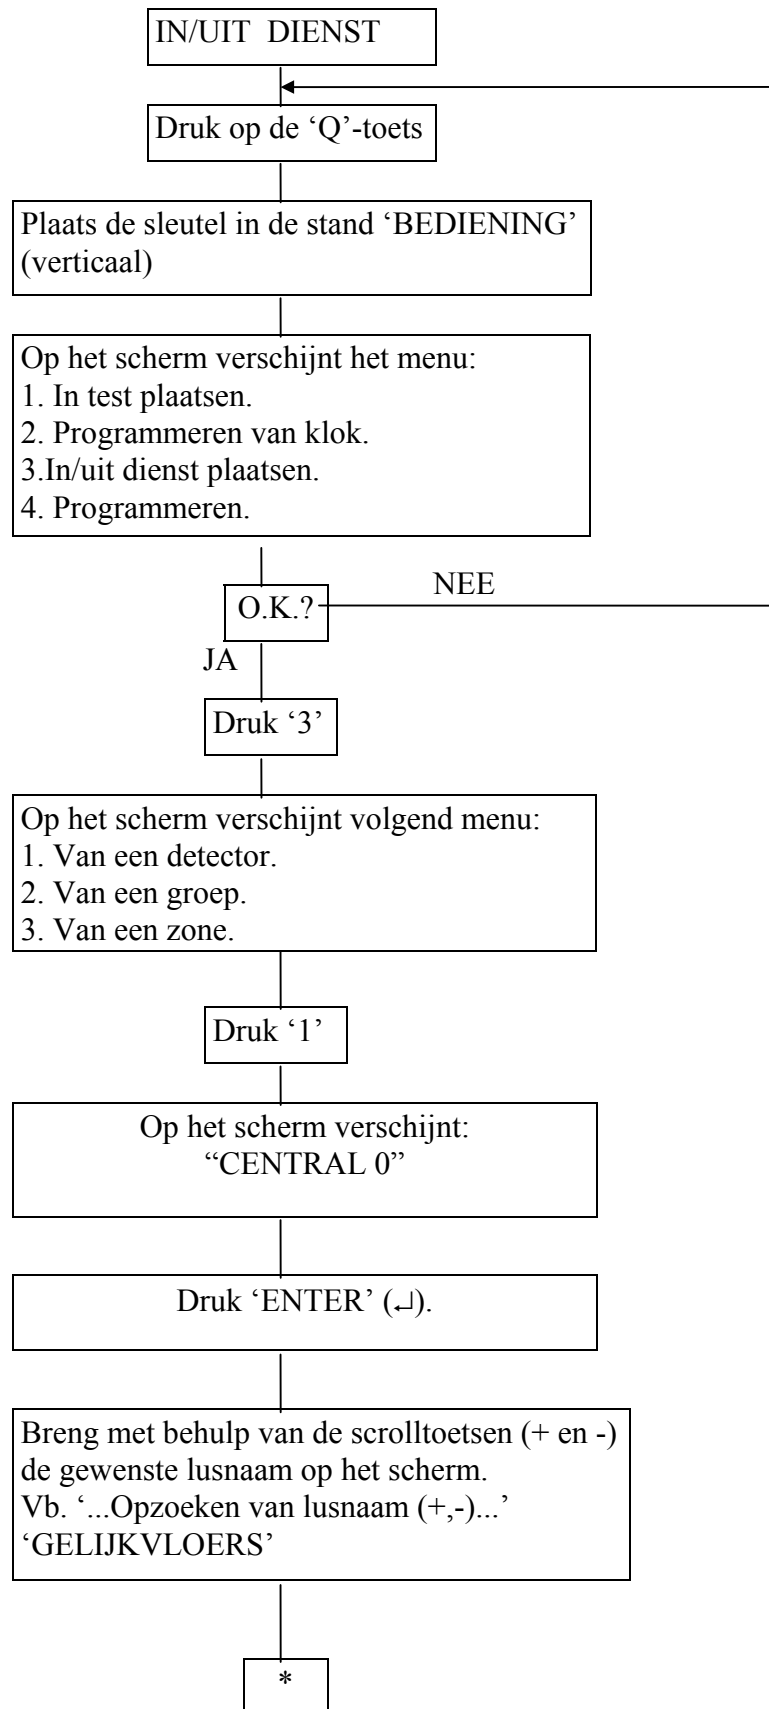 IN/UIT DIENST
Druk op de ‘Q’-toets
Plaats de sleutel in de stand ‘BEDIENING’
(verticaal)
Op het scherm verschijnt het menu:
1. In test plaatsen.
2. Programmeren van klok.
3.In/uit dienst plaatsen.
4. Programmeren.
NEE
O.K.?
JA
Druk ‘3’
Op het scherm verschijnt volgend menu:
1. Van een detector.
2. Van een groep.
3. Van een zone.
Druk ‘1’
Op het scherm verschijnt:
“CENTRAL 0”
Druk ‘ENTER’ (↵).
Breng met behulp van de scrolltoetsen (+ en -)
de gewenste lusnaam op het scherm.
Vb. ‘...Opzoeken van lusnaam (+,-)...’
‘GELIJKVLOERS’
*